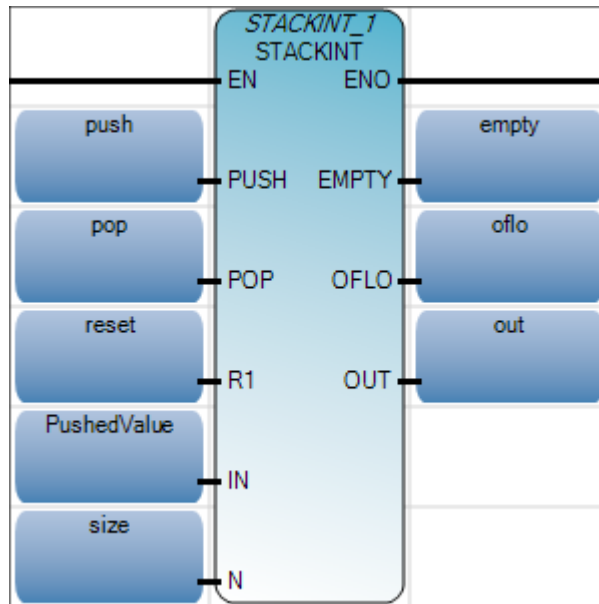 STACKINT_1
STACKINT
EN ENO
push empty
PUSH EMPTY
pop oflo
POP OFLO
reset out
R1 OUT
PushedValue
IN
size
N